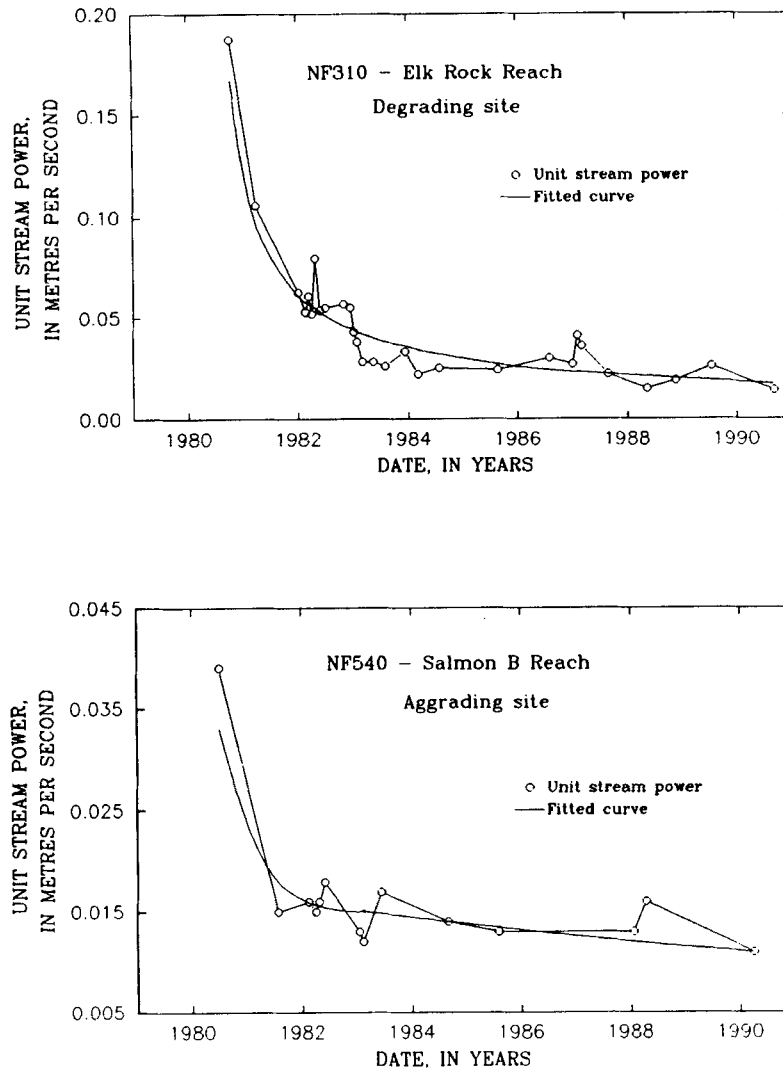 0.20
0.15
0.10
0.05
0.00
UNIT STREAM POWER,
IN METRES PER SECOND
NF310 – Elk Rock Reach
Degrading site
Unit stream power
Fitted curve
1980 1982 1984 1986 1988 1990
DATE, IN YEARS
0.045
0.035
0.025
0.015
0.005
UNIT STREAM POWER,
IN METRES PER SECOND
NF540 – Salmon B Reach
Aggrading site
Unit stream power
Fitted curve
1980 1982 1984 1986 1988 1990
DATE, IN YEARS